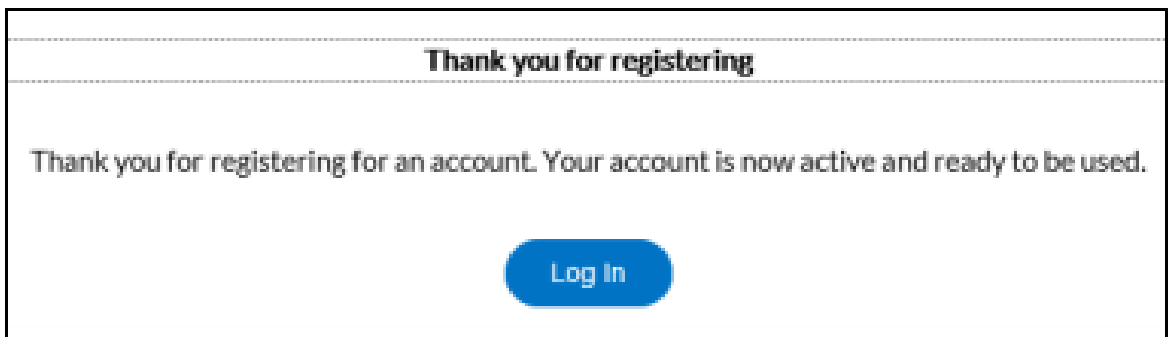 Thank you for registering
Thank you for registering for an account. Your account is now active and ready to be used.
Log In